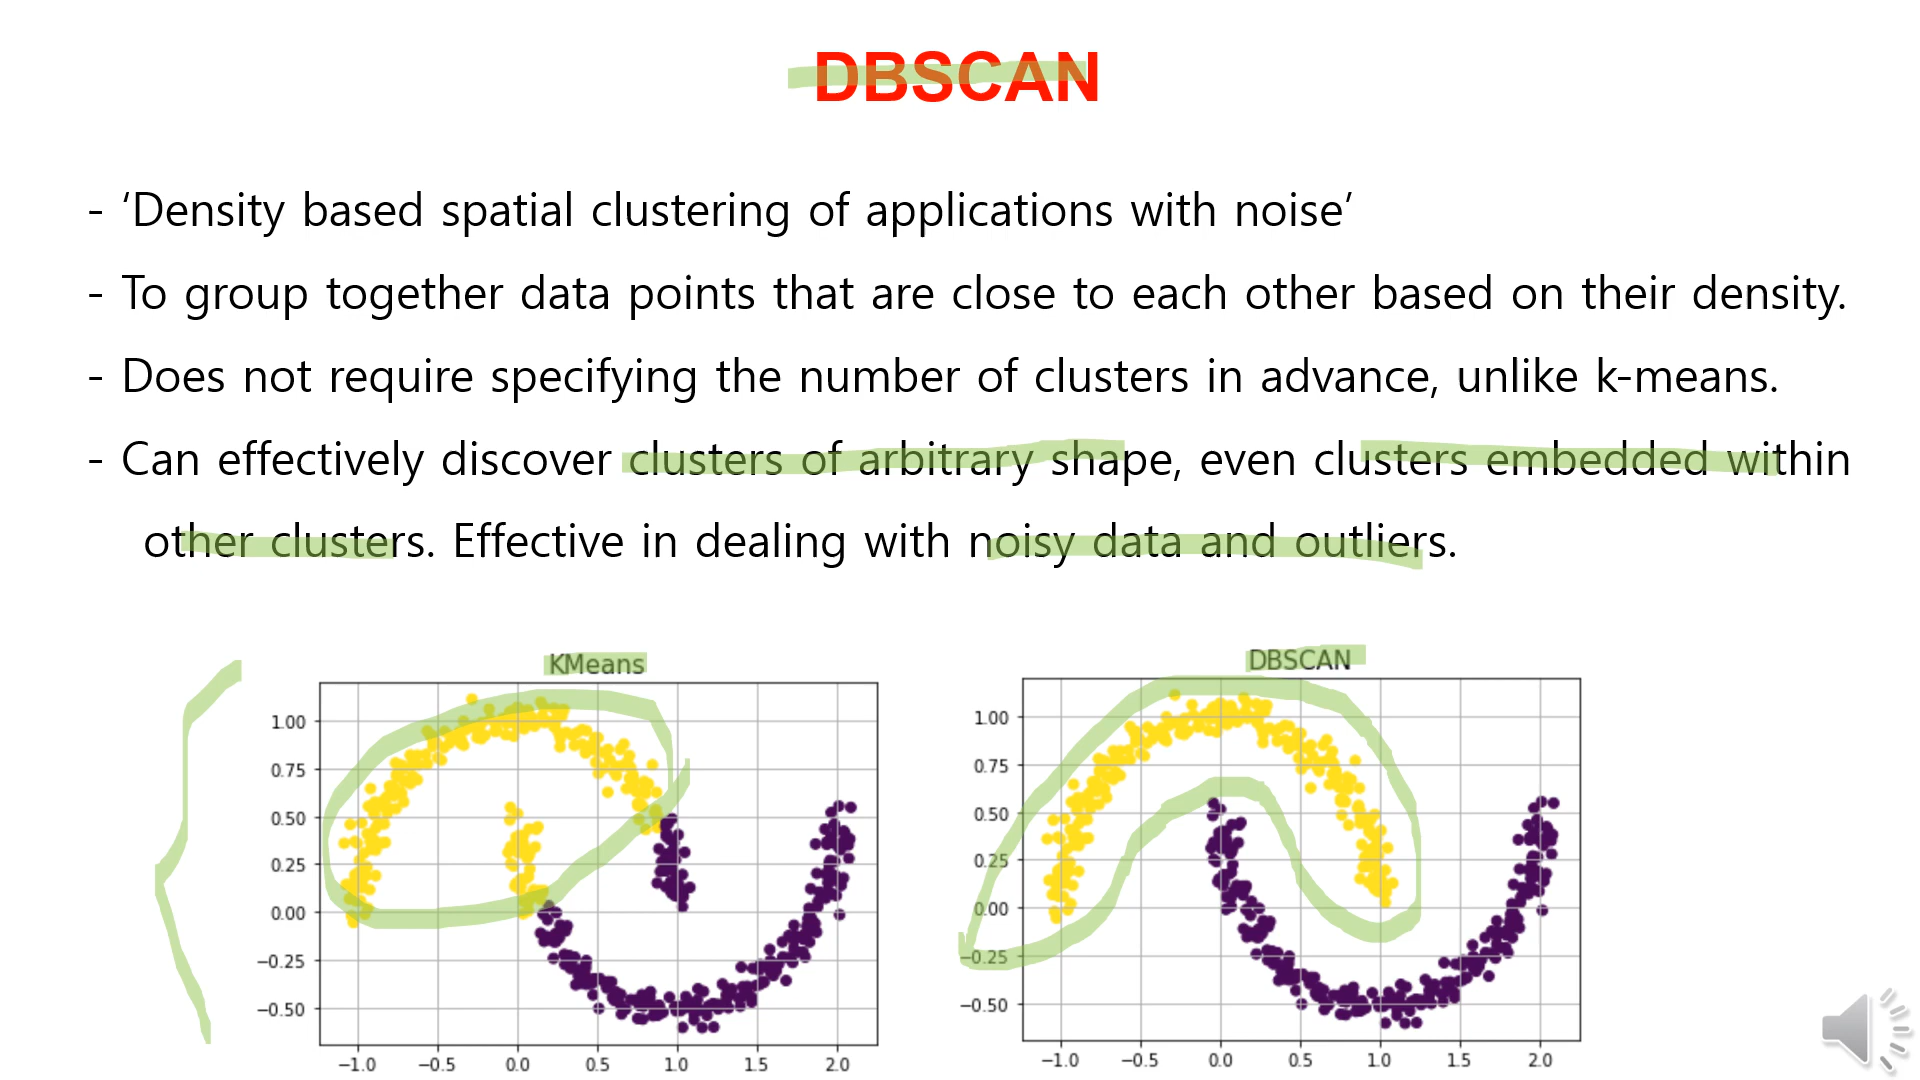 DBSCAN
- ‘Density based spatial clustering of applications with noise’
- To group together data points that are close to each other based on their density.
- Does not require specifying the number of clusters in advance, unlike k-means.
- Can effectively discover clusters of arbitrary shape, even clusters embedded within
other clusters. Effective in dealing with noisy data and outliers.
KMeans
1.00
0.75
0.50
0.25
0.00
−0.25
−0.50
−1.0 −0.5 0.0 0.5 1.0 1.5 2.0
DBSCAN
1.00
0.75
0.50
0.25
0.00
−0.25
−0.50
−1.0 −0.5 0.0 0.5 1.0 1.5 2.0